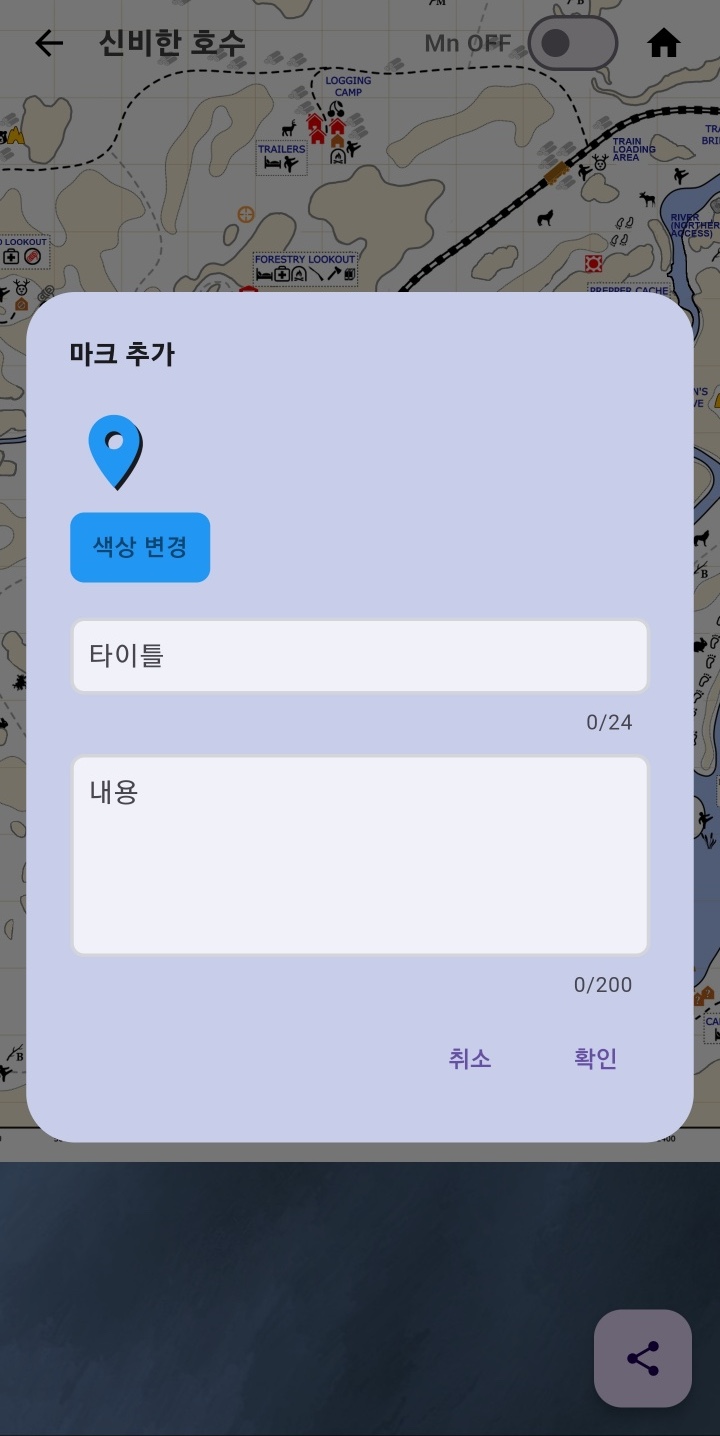 신비한 호수
Mn OFF
LOGGING
CAMP
TRAILERS
TRAIN
LOADING
AREA
RIVER
(NORTHER
ACCESS)
LOOKOUT
FORESTRY LOOKOUT
PREPPER CACHE
마크 추가
색상 변경
타이틀
0/24
내용
0/200
취소
확인
B
B